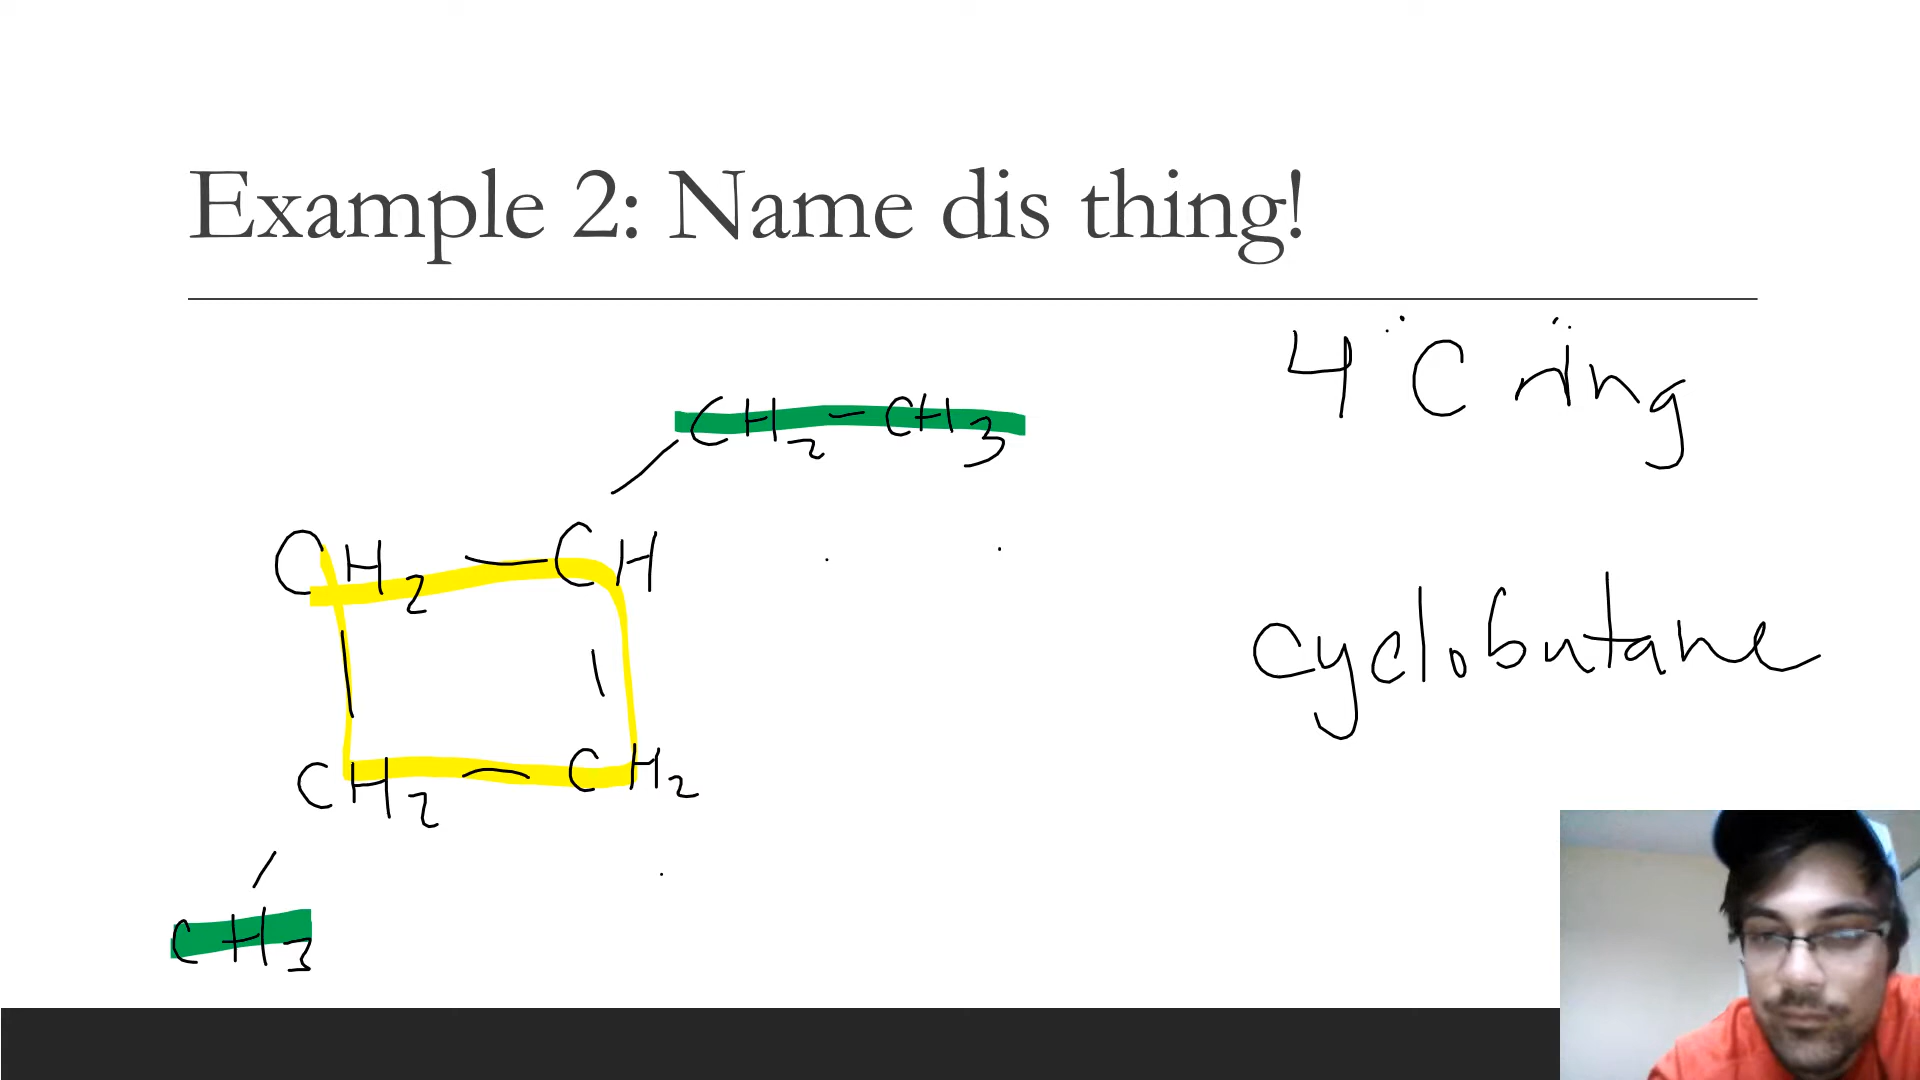 Example 2: Name dis thing!
4 C ring
CH2 - CH3
CH2 - CH
cyclobutane
CH2 - CH2
CH3